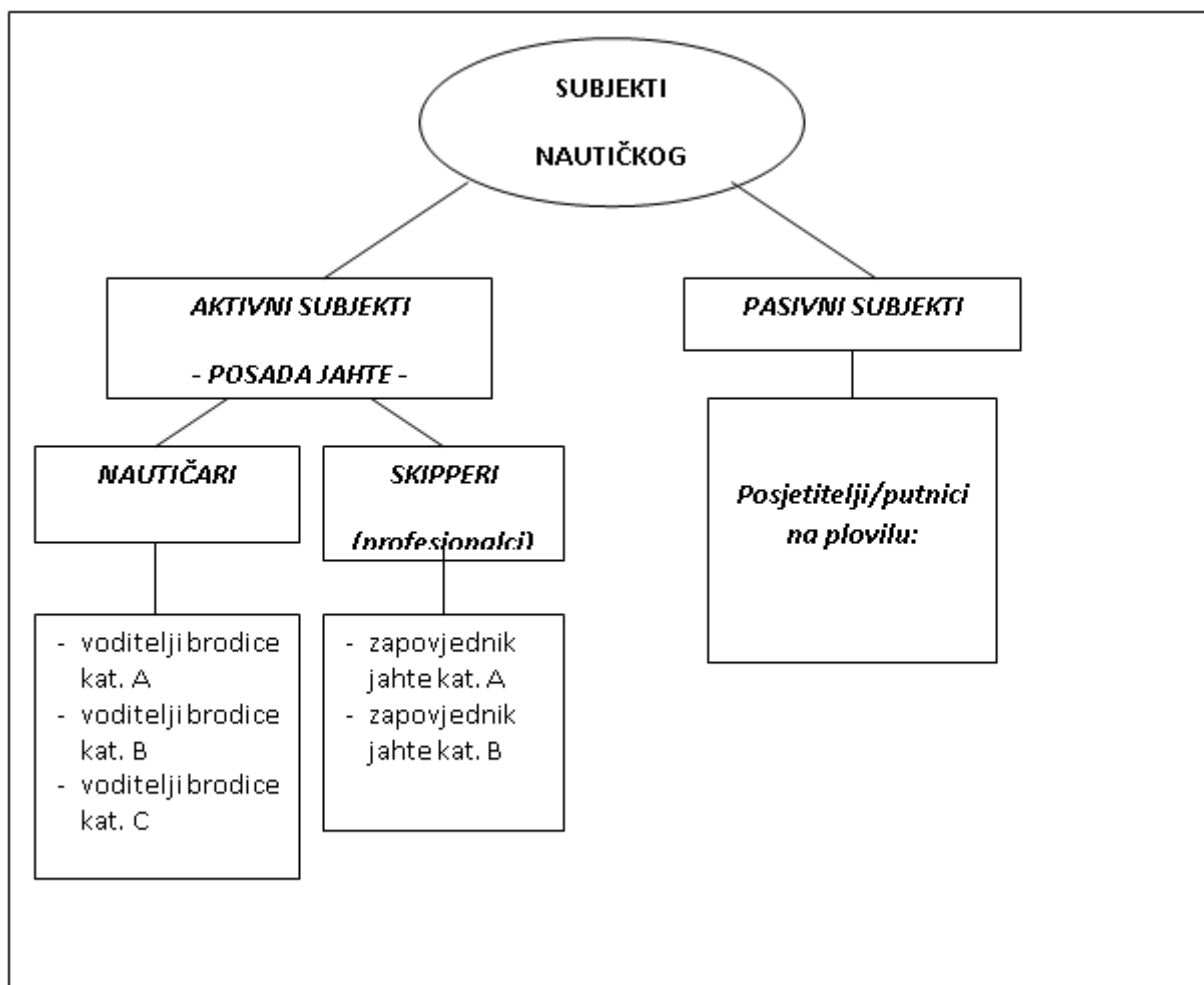 SUBJEKTI
NAUTIČKOG
AKTIVNI SUBJEKTI
- POSADA JAHTE -
PASIVNI SUBJEKTI
NAUTIČARI
SKIPPERI
(profesionalci)
Posjetitelji/putnici
na plovilu:
- voditelji brodice
kat. A
- voditelji brodice
kat. B
- voditelji brodice
kat. C
- zapovjednik
jahte kat. A
- zapovjednik
jahte kat. B